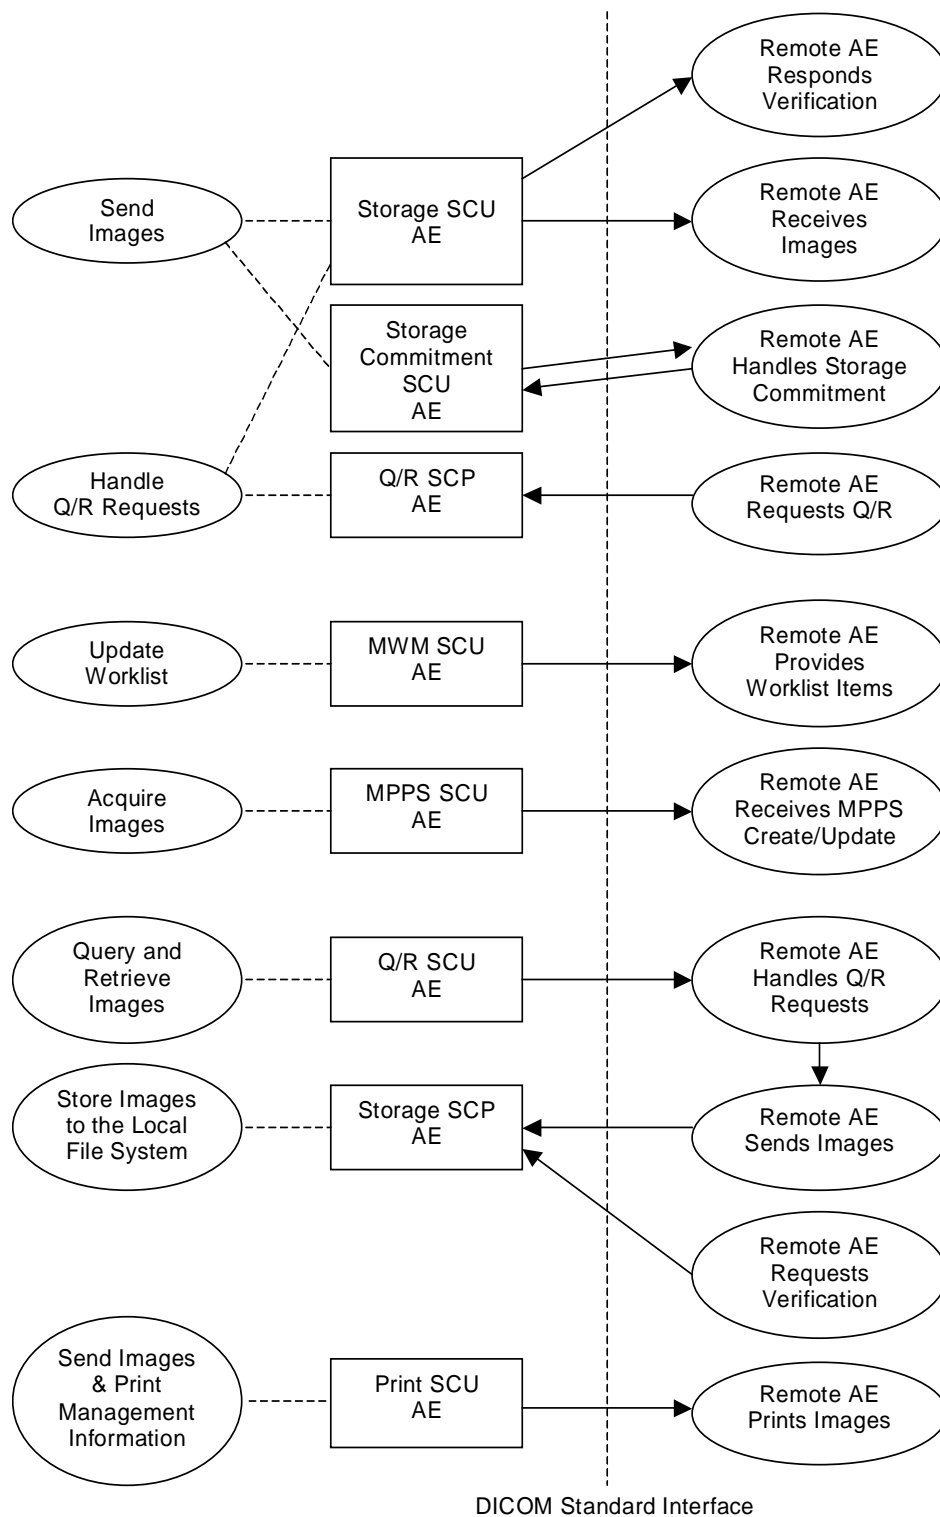 Remote AE
Responds
Verification
Send
Images
Storage SCU
AE
Remote AE
Receives
Images
Storage
Commitment
SCU
AE
Remote AE
Handles Storage
Commitment
Handle
Q/R Requests
Q/R SCP
AE
Remote AE
Requests Q/R
Update
Worklist
MWM SCU
AE
Remote AE
Provides
Worklist Items
Acquire
Images
MPPS SCU
AE
Remote AE
Receives MPPS
Create/Update
Query and
Retrieve
Images
Q/R SCU
AE
Remote AE
Handles Q/R
Requests
Store Images
to the Local
File System
Storage SCP
AE
Remote AE
Sends Images
Remote AE
Requests
Verification
Send Images
& Print
Management
Information
Print SCU
AE
Remote AE
Prints Images
DICOM Standard Interface